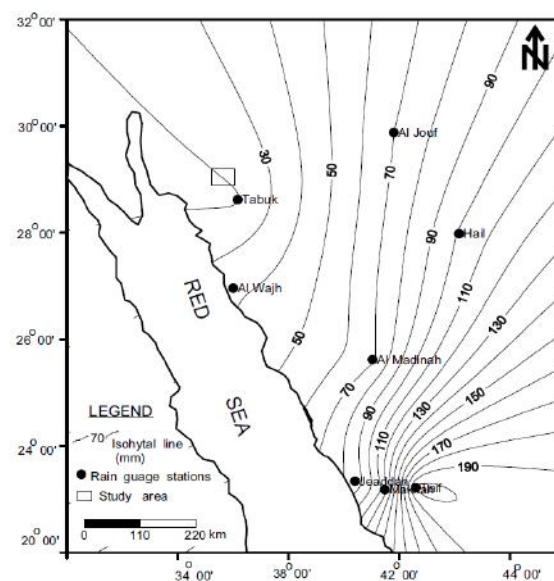 32° 00'
N
90
Al Jouf
30° 00'
30
50
70
90
Tabuk
28° 00'
Hail
90
110
Al Wajh
RED
130
50
26° 00'
Al Madinah
70
150
LEGEND
SEA
90
130
70
Isohytal line
(mm)
110
170
24° 00'
Rain guage stations
190
Study area
Jeaddah
0
110
220 km
20° 00'
34° 00'
38° 00'
42° 00'
44° 00'